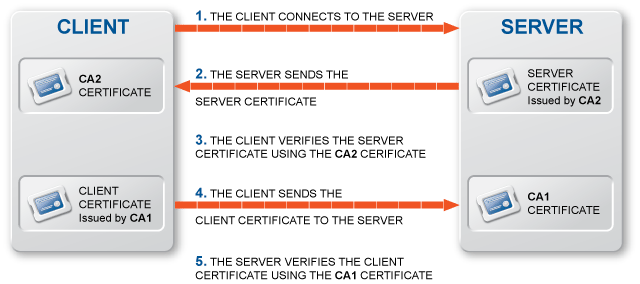 CLIENT
CA2
CERTIFICATE
CLIENT
CERTIFICATE
Issued by CA1
1. THE CLIENT CONNECTS TO THE SERVER
2. THE SERVER SENDS THE
SERVER CERTIFICATE
3. THE CLIENT VERIFIES THE SERVER
CERTIFICATE USING THE CA2 CERIFICATE
4. THE CLIENT SENDS THE
CLIENT CERTIFICATE TO THE SERVER
5. THE SERVER VERIFIES THE CLIENT
CERTIFICATE USING THE CA1 CERTIFICATE
SERVER
SERVER
CERTIFICATE
Issued by CA2
CA1
CERTIFICATE